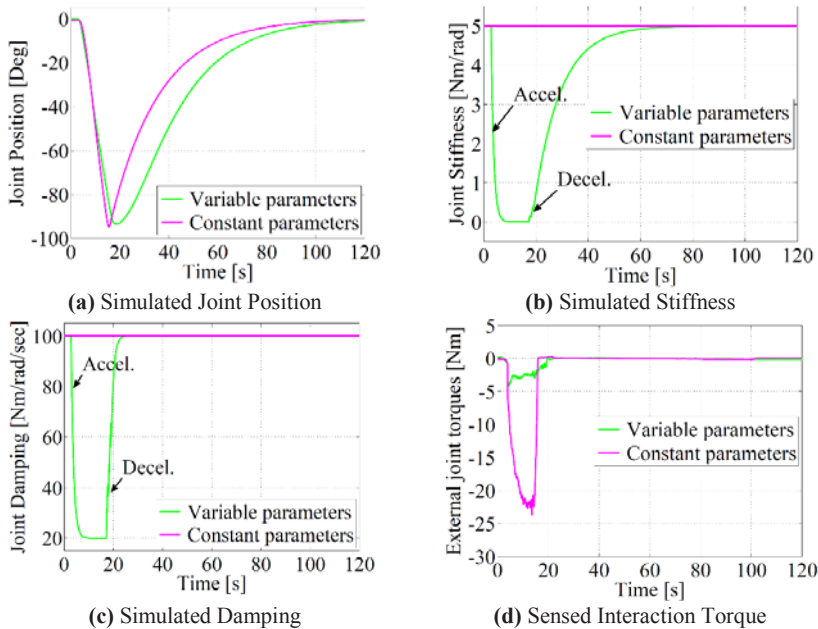 0
-20
-40
-60
-80
-100
Joint Position [Deg]
Variable parameters
Constant parameters
0 20 40 60 80 100 120
Time [s]
(a) Simulated Joint Position
5
4
3
2
1
0
Joint Stiffness [Nm/rad]
Accel.
Variable parameters
Constant parameters
Decel.
0 20 40 60 80 100 120
Time [s]
(b) Simulated Stiffness
100
80
60
40
20
Joint Damping [Nm/rad/sec]
Accel.
Decel.
Variable parameters
Constant parameters
0 20 40 60 80 100 120
Time [s]
(c) Simulated Damping
5
0
-5
-10
-15
-20
-25
-30
External joint torques [Nm]
Variable parameters
Constant parameters
0 20 40 60 80 100 120
Time [s]
(d) Sensed Interaction Torque